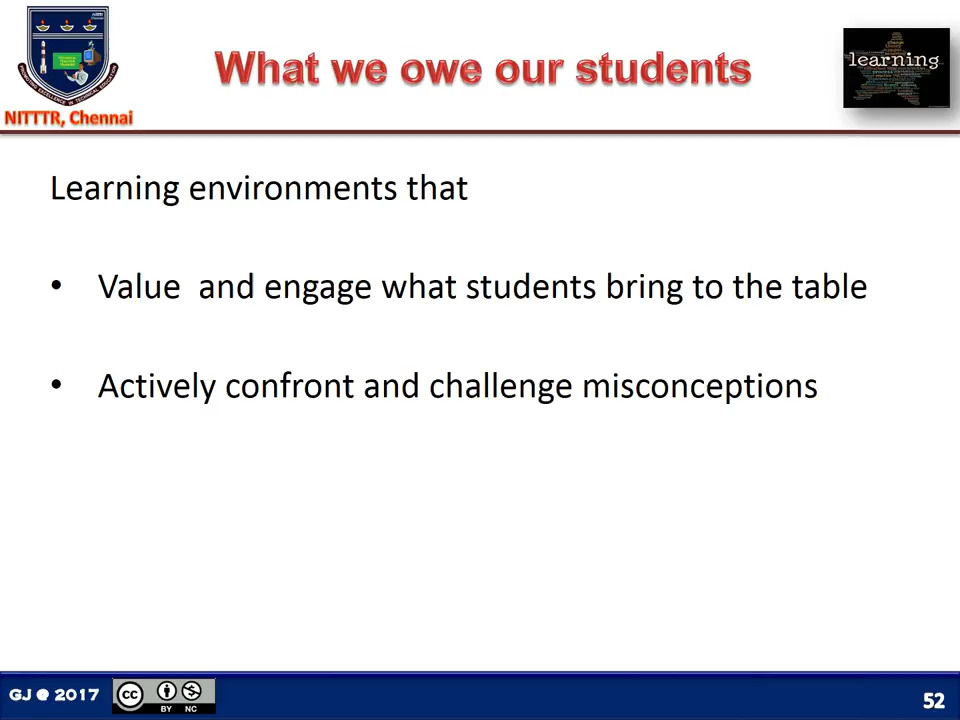 What we owe our students
learning
NITTTR, Chennai
Learning environments that
• Value and engage what students bring to the table
• Actively confront and challenge misconceptions
GJ @ 2017
cc
BY NC
52